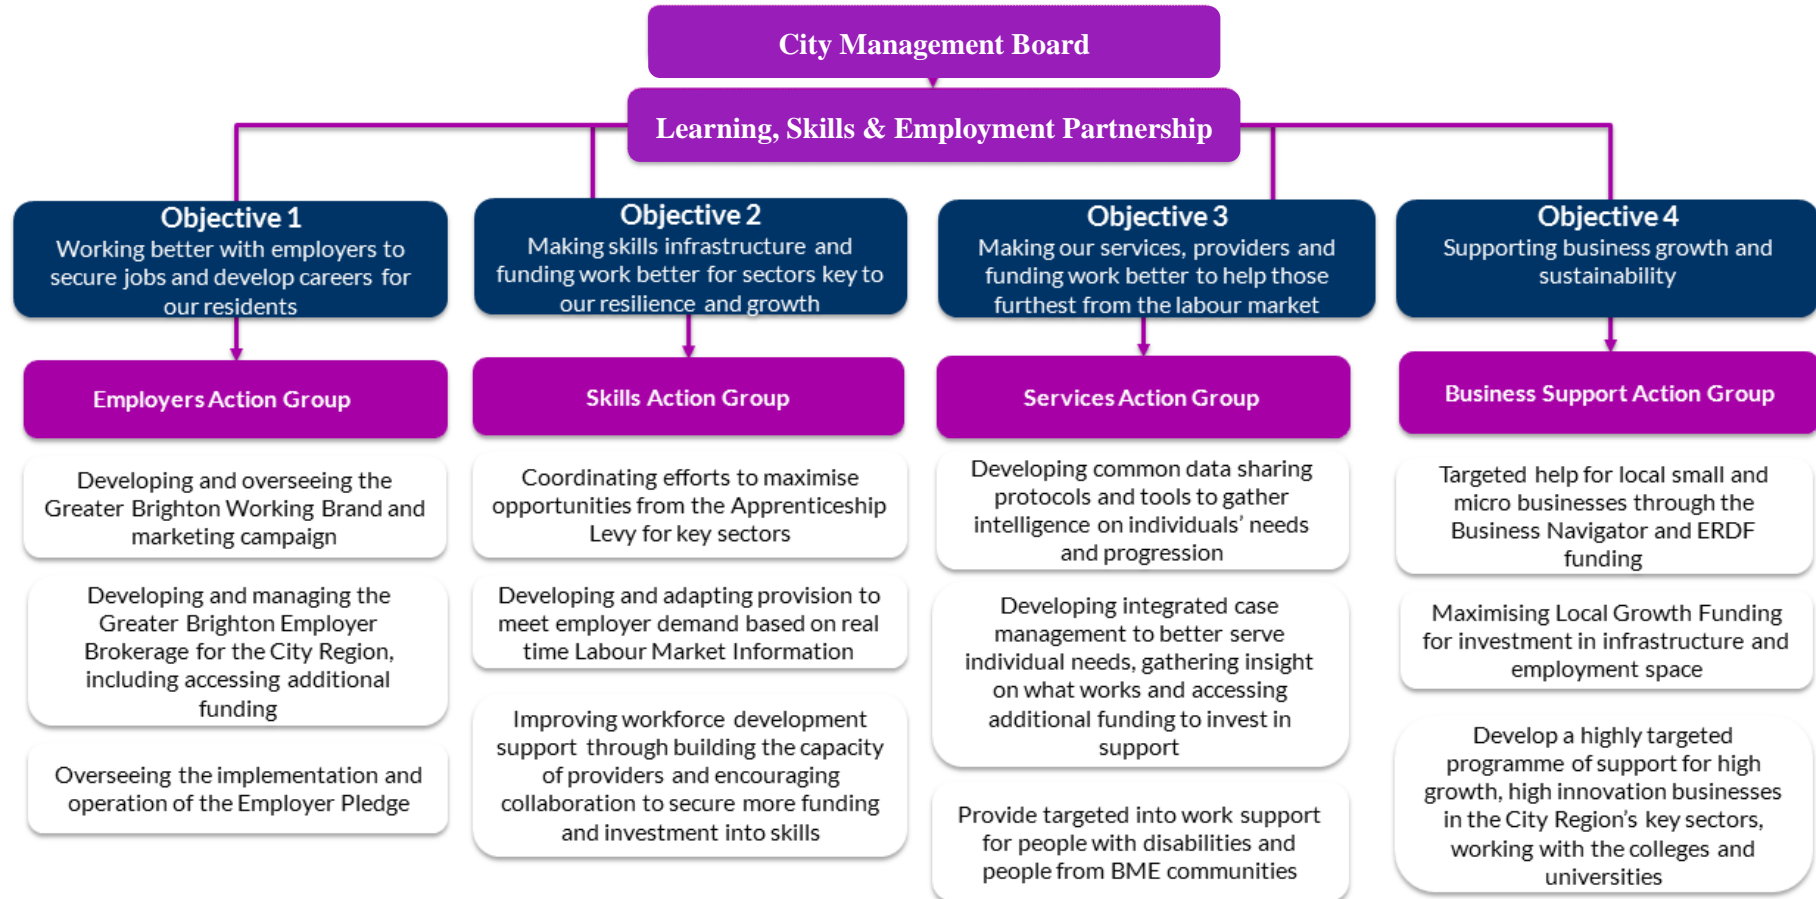 City Management Board
Learning, Skills & Employment Partnership
Objective 1
Working better with employers to
secure jobs and develop careers for
our residents
Employers Action Group
Developing and overseeing the
Greater Brighton Working Brand and
marketing campaign
Developing and managing the
Greater Brighton Employer
Brokerage for the City Region,
including accessing additional
funding
Overseeing the implementation and
operation of the Employer Pledge
Objective 2
Making skills infrastructure and
funding work better for sectors key to
our resilience and growth
Skills Action Group
Coordinating efforts to maximise
opportunities from the Apprenticeship
Levy for key sectors
Developing and adapting provision to
meet employer demand based on real
time Labour Market Information
Improving workforce development
support through building the capacity
of providers and encouraging
collaboration to secure more funding
and investment into skills
Objective 3
Making our services, providers and
funding work better to help those
furthest from the labour market
Services Action Group
Developing common data sharing
protocols and tools to gather
intelligence on individuals’ needs
and progression
Developing integrated case
management to better serve
individual needs, gathering insight
on what works and accessing
additional funding to invest in
support
Provide targeted into work support
for people with disabilities and
people from BME communities
Objective 4
Supporting business growth and
sustainability
Business Support Action Group
Targeted help for local small and
micro businesses through the
Business Navigator and ERDF
funding
Maximising Local Growth Funding
for investment in infrastructure and
employment space
Develop a highly targeted
programme of support for high
growth, high innovation businesses
in the City Region’s key sectors,
working with the colleges and
universities